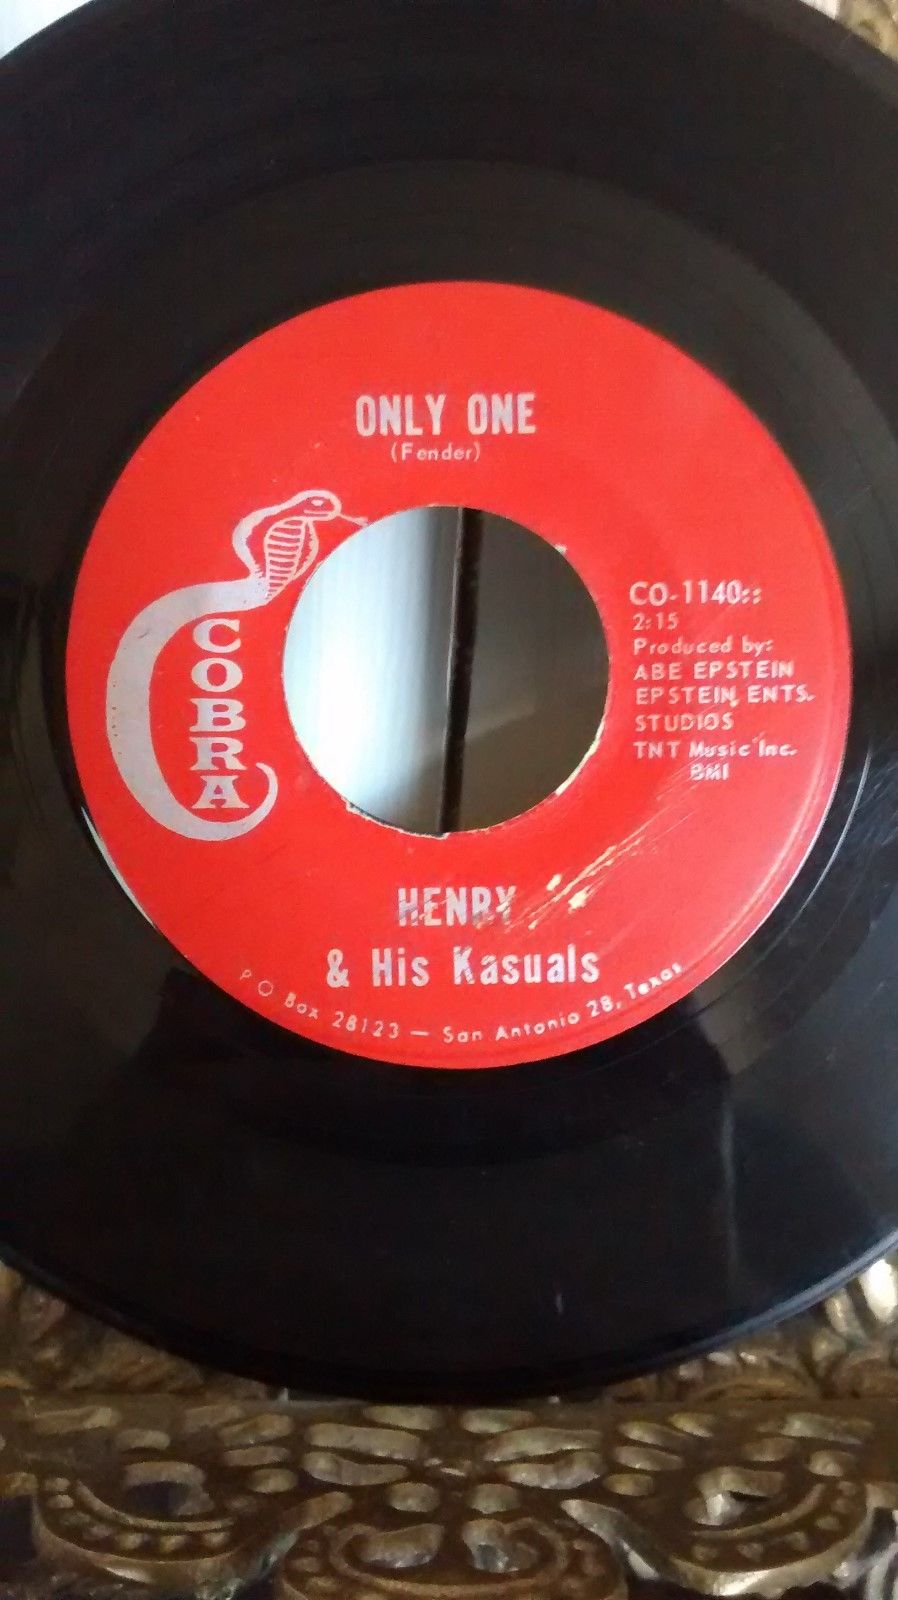 ONLY ONE
(Fender)
COBRA
CO-1140::
2:15
Produced by:
ABE EPSTEIN
EPSTEIN, ENTS.
STUDIOS
TNT Music Inc.
BMI
HENRY
& His Kasuals
P O Box 28123 — San Antonio 28, Texas